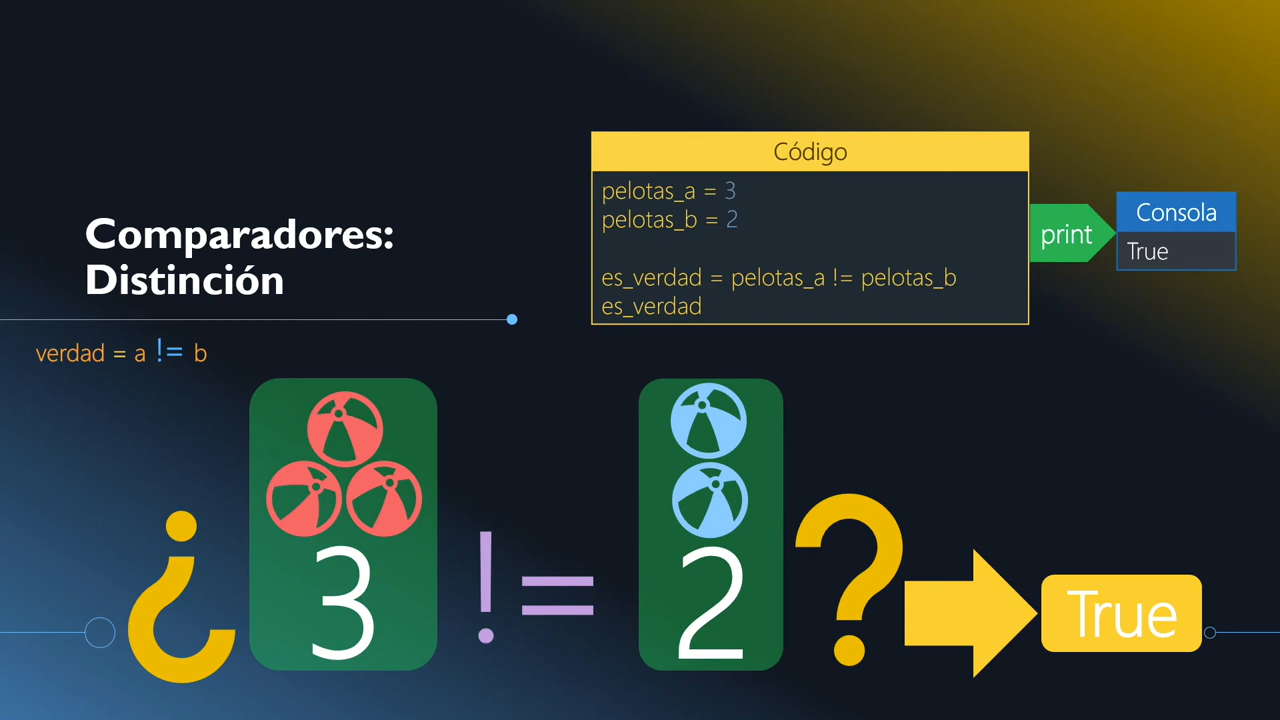 Comparadores:
Distinción
verdad = a != b
Código
pelotas_a = 3
pelotas_b = 2
es_verdad = pelotas_a != pelotas_b
es_verdad
print
Consola
True
¿ 3 != 2 ? True